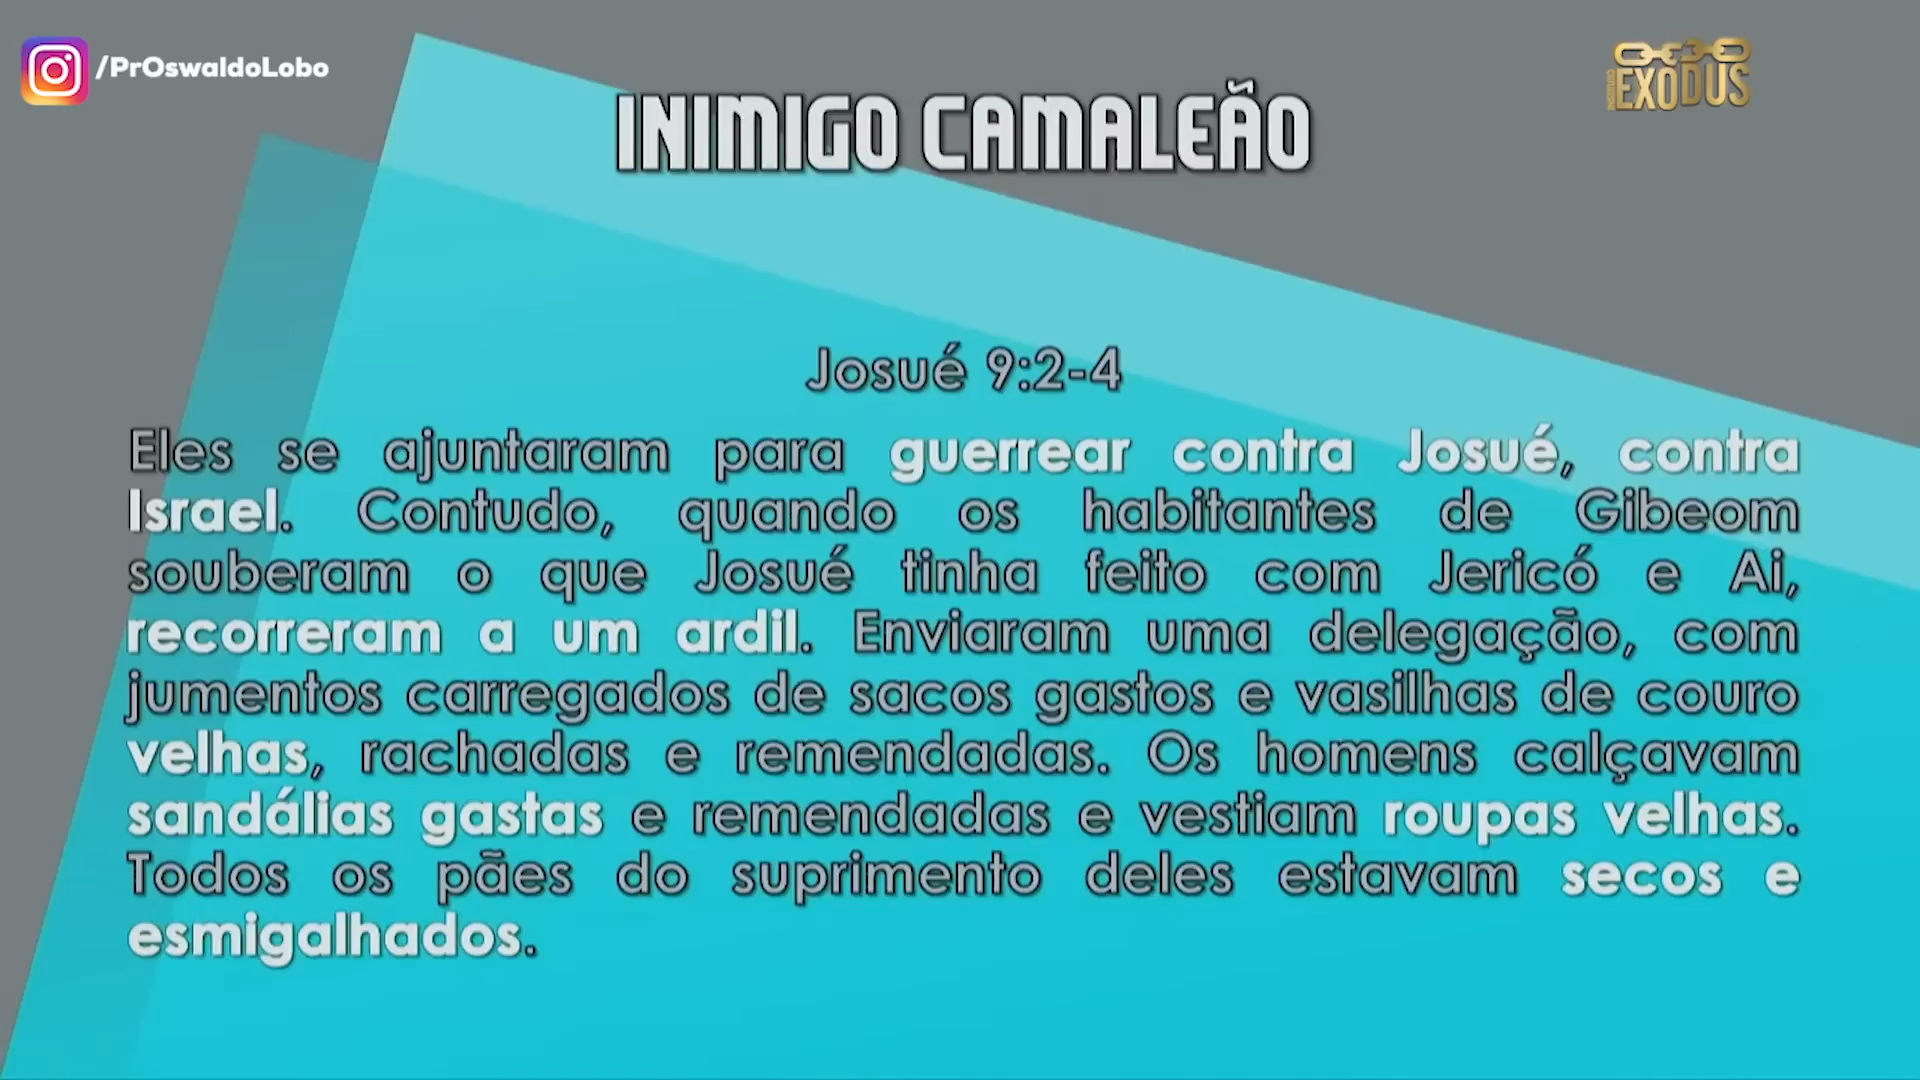 /PrOswaldoLobo
EXODUS
INIMIGO CAMALEÃO
Josué 9:2-4
Eles se ajuntaram para guerrear contra Josué, contra
Israel. Contudo, quando os habitantes de Gibeom
souberam o que Josué tinha feito com Jericó e Ai,
recorreram a um ardil. Enviaram uma delegação, com
jumentos carregados de sacos gastos e vasilhas de couro
velhas, rachadas e remendadas. Os homens calçavam
sandálias gastas e remendadas e vestiam roupas velhas.
Todos os pães do suprimento deles estavam secos e
esmigalhados.